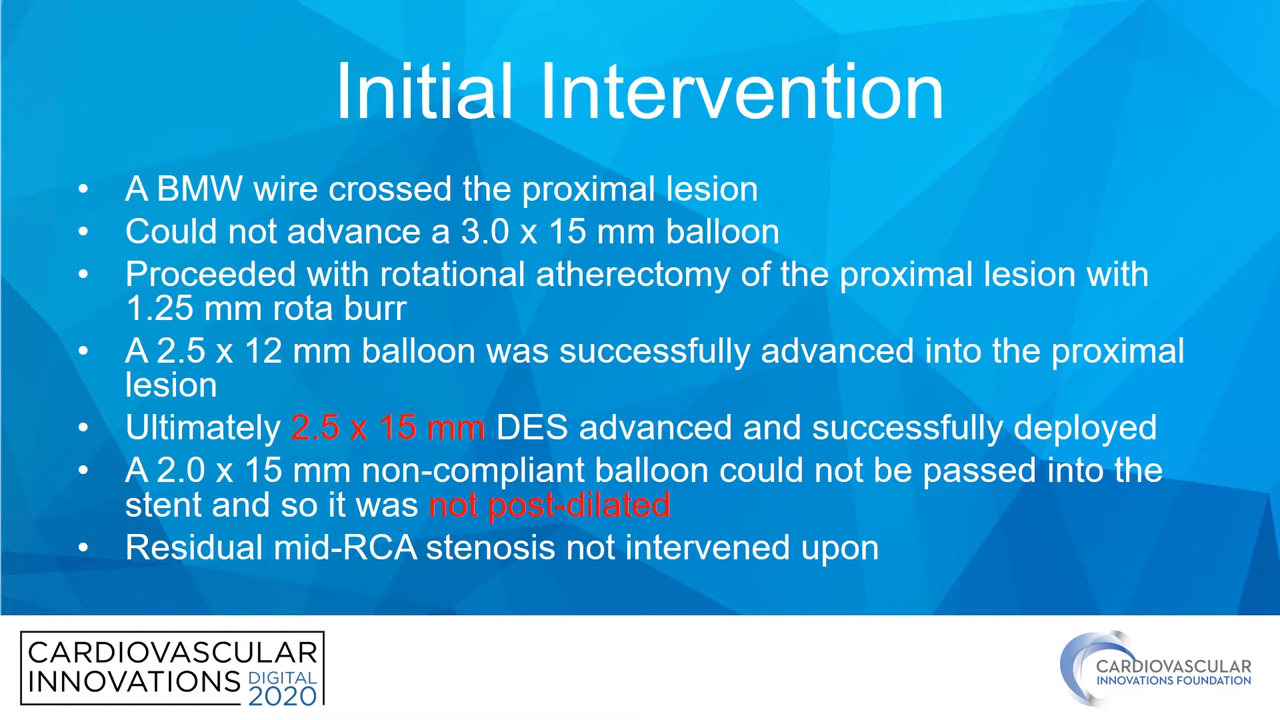 Initial Intervention
• A BMW wire crossed the proximal lesion
• Could not advance a 3.0 x 15 mm balloon
• Proceeded with rotational atherectomy of the proximal lesion with
1.25 mm rota burr
• A 2.5 x 12 mm balloon was successfully advanced into the proximal
lesion
• Ultimately 2.5 x 15 mm DES advanced and successfully deployed
• A 2.0 x 15 mm non-compliant balloon could not be passed into the
stent and so it was not post-dilated
• Residual mid-RCA stenosis not intervened upon
CARDIOVASCULAR
INNOVATIONS DIGITAL
2020
CARDIOVASCULAR
INNOVATIONS FOUNDATION